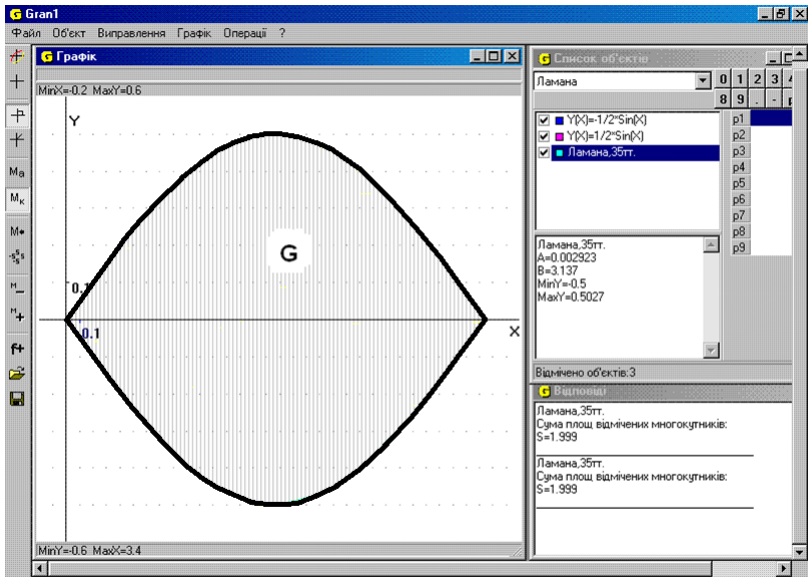 Gran1
Файл Об'єкт Виправлення Графік Операції ?
Графік
MinX=-0.2 MaxY=0.6
Y
G
0.1
0.1
X
MinY=-0.6 MaxX=3.4
Ma
Mк
M
M
M
f+
Список об'єктів
Ламана
0 1 2 3
8 9 . -
Y(X)=-1/2*Sin(X)
Y(X)=1/2*Sin(X)
Ламана,35тт.
p1
p2
p3
p4
p5
p6
p7
p8
p9
Ламана,35тт.
A=0.002923
B=3.137
MinY=-0.5
MaxY=0.5027
Відмічено об'єктів:3
Відповіді
Ламана,35тт.
Сума площ відмічених многокутників:
S=1.999
Ламана,35тт.
Сума площ відмічених многокутників:
S=1.999